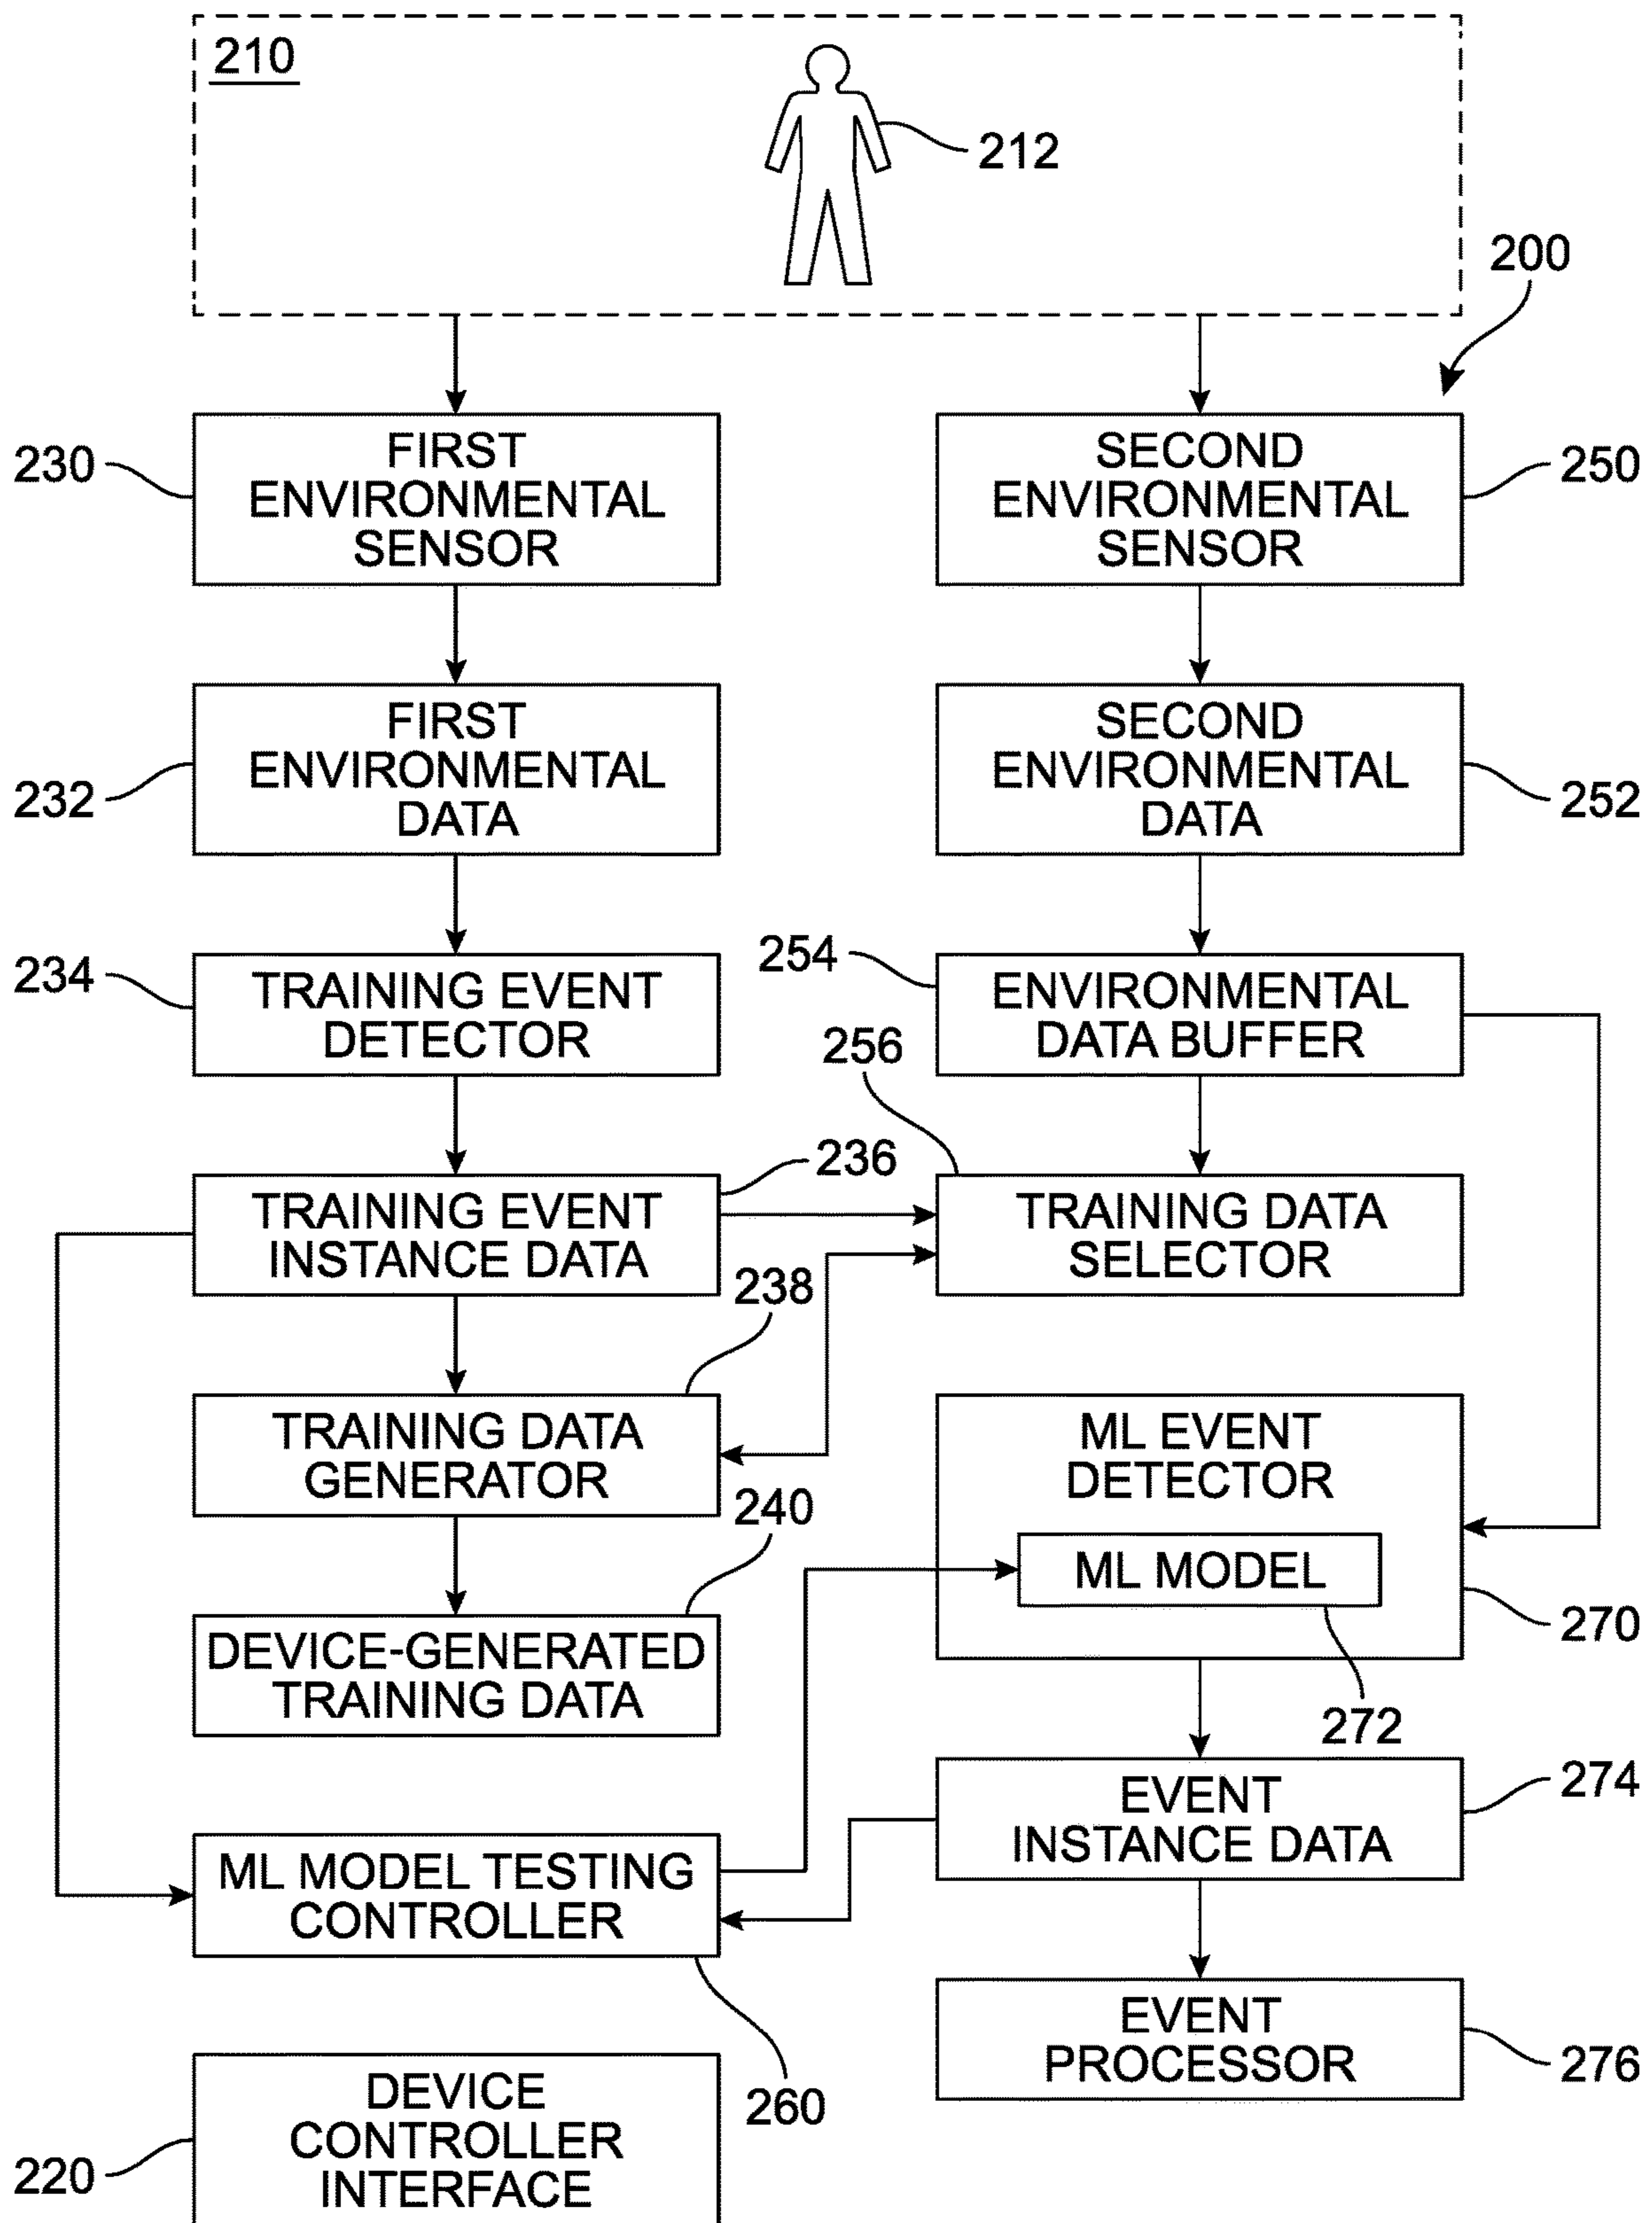 210
212
200
230
FIRST
ENVIRONMENTAL
SENSOR
SECOND
ENVIRONMENTAL
SENSOR
250
232
FIRST
ENVIRONMENTAL
DATA
SECOND
ENVIRONMENTAL
DATA
252
234
TRAINING EVENT
DETECTOR
254
ENVIRONMENTAL
DATA BUFFER
256
236
TRAINING EVENT
INSTANCE DATA
TRAINING DATA
SELECTOR
238
TRAINING DATA
GENERATOR
ML EVENT
DETECTOR
240
ML MODEL
270
DEVICE-GENERATED
TRAINING DATA
272
EVENT
INSTANCE DATA
274
ML MODEL TESTING
CONTROLLER
260
EVENT
PROCESSOR
276
220
DEVICE
CONTROLLER
INTERFACE